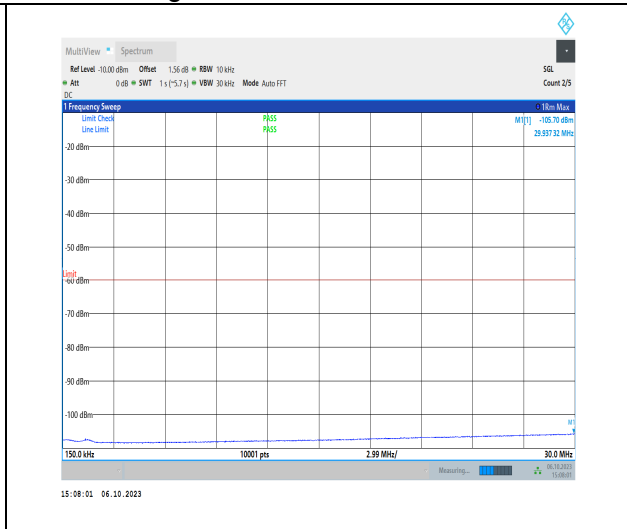 MultiView Spectrum
Ref Level -10.00 dBm Offset 1.56 dB RBW 10 kHz SGL
Att 0 dB SWT 1 s (~5.7 s) VBW 30 kHz Mode Auto FFT Count 2/5
DC
1 Frequency Sweep 1Rm Max
Limit Check PASS M1[1] -105.70 dBm
Line Limit PASS 29.937 32 MHz
-20 dBm
-30 dBm
-40 dBm
-50 dBm
Limit
-60 dBm
-70 dBm
-80 dBm
-90 dBm
-100 dBm
M1
150.0 kHz 10001 pts 2.99 MHz/ 30.0 MHz
Measuring... 06.10.2023
15:08:01
15:08:01 06.10.2023